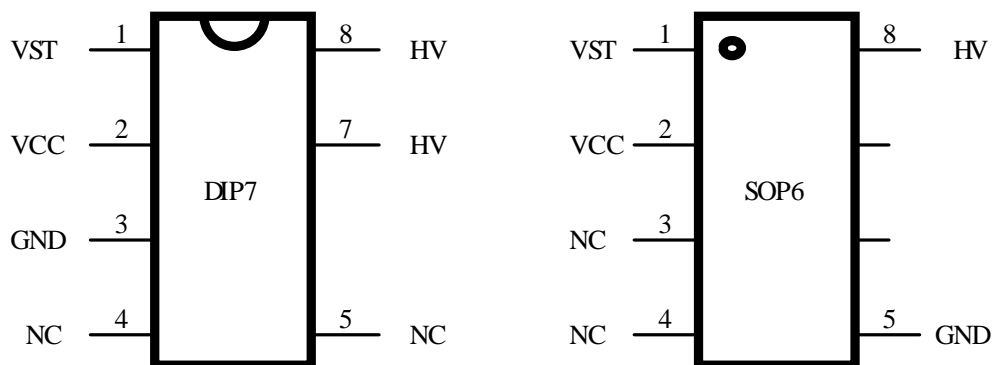 VST 1 8 HV
VCC 2 7 HV
DIP7
GND 3
NC 4 5 NC
VST 1 8 HV
VCC 2
SOP6
NC 3
NC 4 5 GND